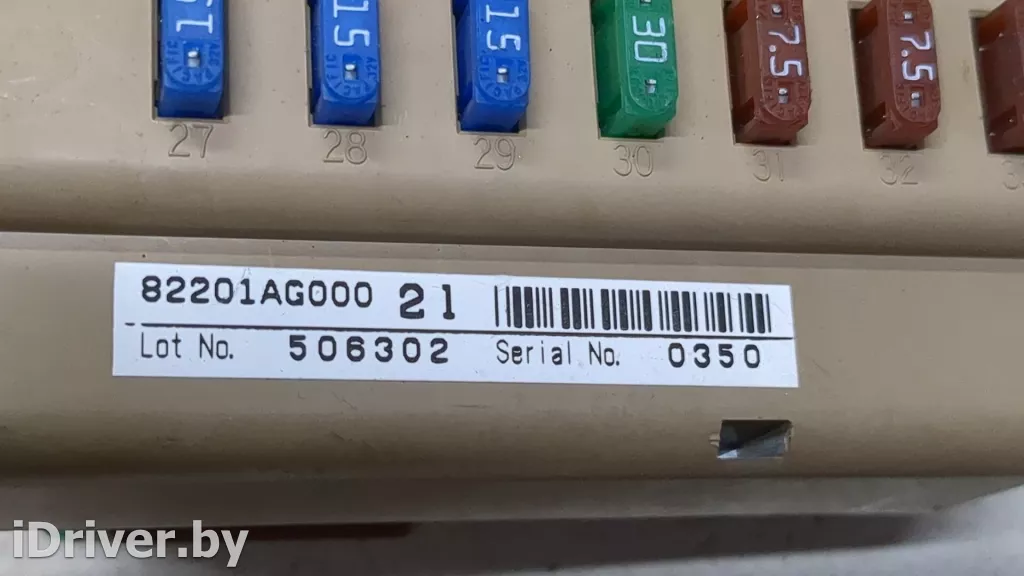 15 15 15 30 7.5 7.5
27 28 29 30 31 32
82201AG000 21
Lot No. 506302 Serial No. 0350
iDriver.by